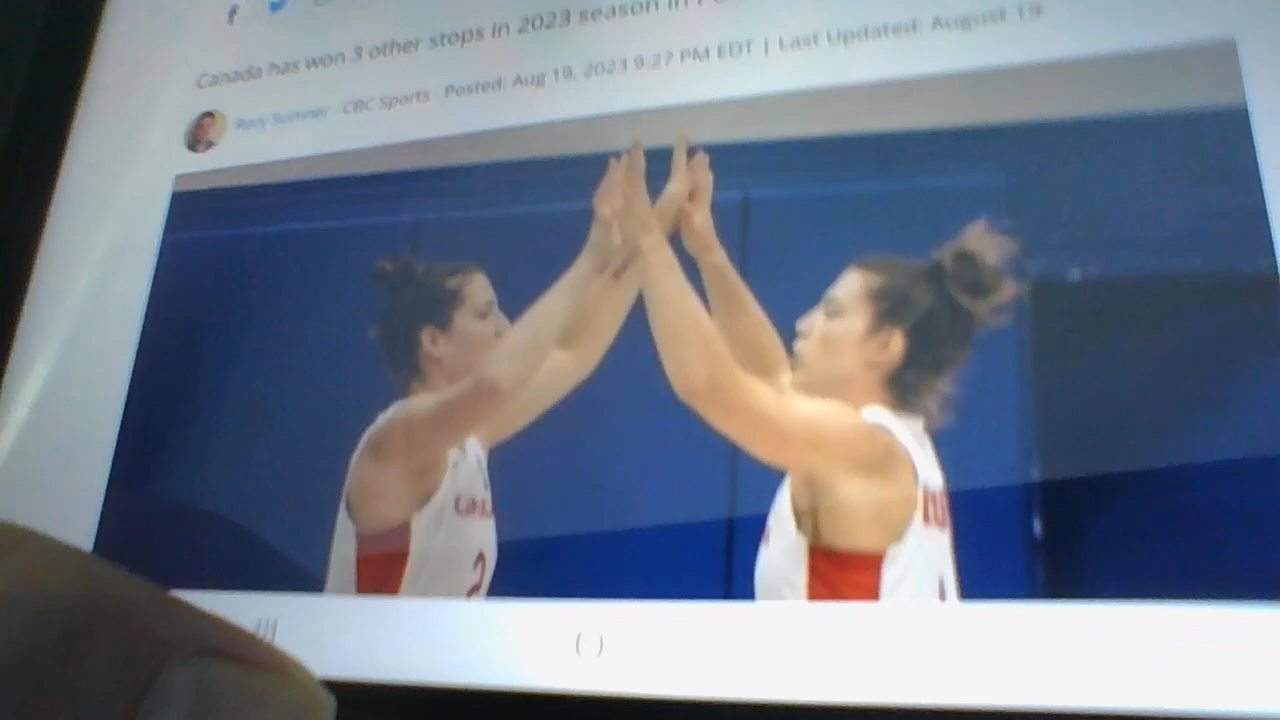 Canada has won 3 other stops in 2023 season in
Rory Sumner · CBC Sports · Posted: Aug 19, 2023 9:27 PM EDT | Last Updated: August 19
2